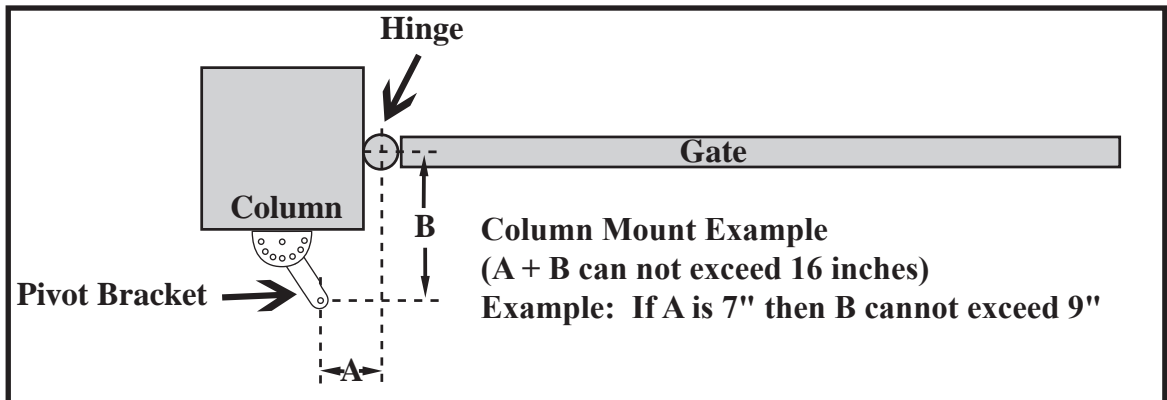 Hinge
Gate
Column
B
Column Mount Example
(A + B can not exceed 16 inches)
Pivot Bracket
Example:  If A is 7" then B cannot exceed 9"
A